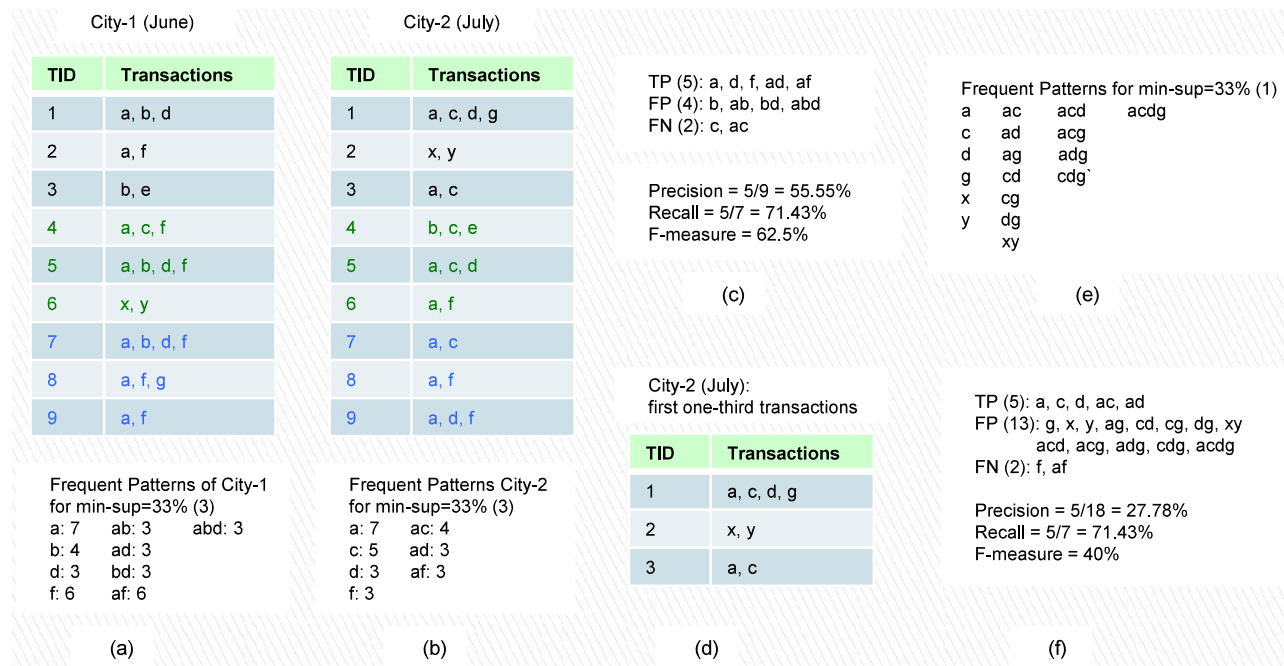 City-1 (June)
TID Transactions
1 a, b, d
2 a, f
3 b, e
4 a, c, f
5 a, b, d, f
6 x, y
7 a, b, d, f
8 a, f, g
9 a, f
Frequent Patterns of City-1
for min-sup=33% (3)
a: 7 ab: 3 abd: 3
b: 4 ad: 3
d: 3 bd: 3
f: 6 af: 6
(a)
City-2 (July)
TID Transactions
1 a, c, d, g
2 x, y
3 a, c
4 b, c, e
5 a, c, d
6 a, f
7 a, c
8 a, f
9 a, d, f
Frequent Patterns City-2
for min-sup=33% (3)
a: 7 ac: 4
c: 5 ad: 3
d: 3 af: 3
f: 3
(b)
TP (5): a, d, f, ad, af
FP (4): b, ab, bd, abd
FN (2): c, ac
Precision = 5/9 = 55.55%
Recall = 5/7 = 71.43%
F-measure = 62.5%
(c)
City-2 (July):
first one-third transactions
TID Transactions
1 a, c, d, g
2 x, y
3 a, c
(d)
Frequent Patterns for min-sup=33% (1)
a ac acd acdg
c ad acg
d ag adg
g cd cdg`
x cg
y dg
xy
(e)
TP (5): a, c, d, ac, ad
FP (13): g, x, y, ag, cd, cg, dg, xy
acd, acg, adg, cdg, acdg
FN (2): f, af
Precision = 5/18 = 27.78%
Recall = 5/7 = 71.43%
F-measure = 40%
(f)